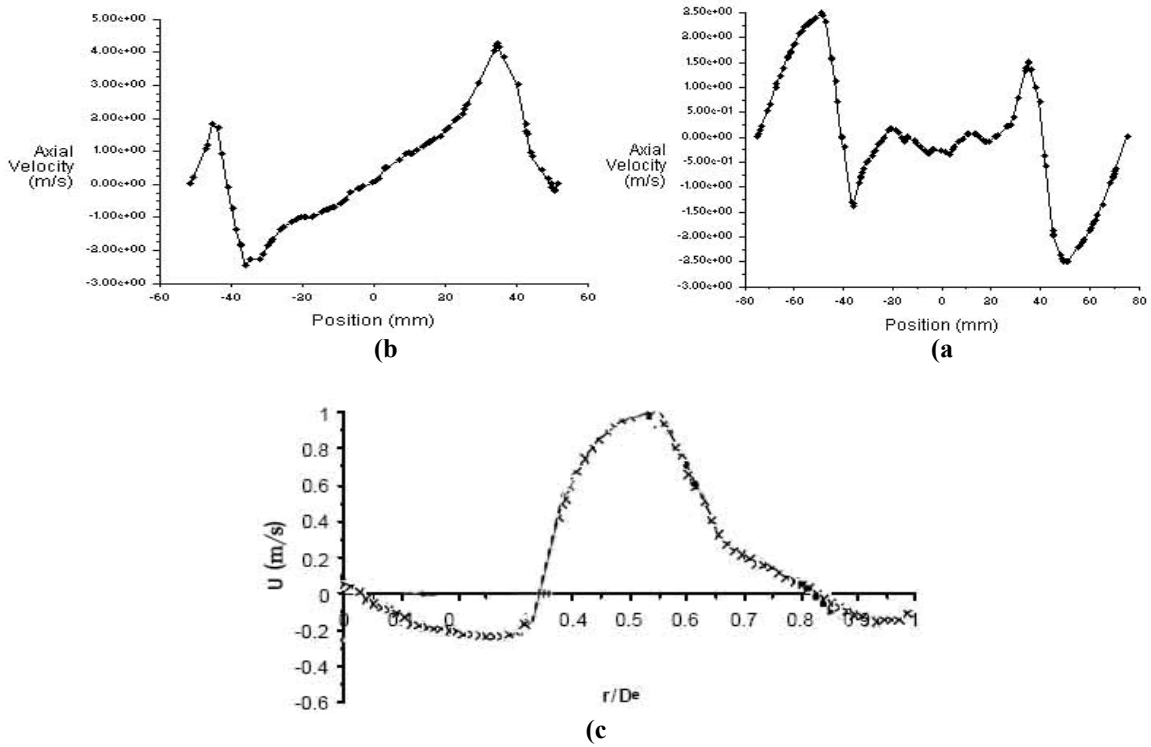 5.00e+00
4.00e+00
3.00e+00
2.00e+00
1.00e+00
0.00e+00
-1.00e+00
-2.00e+00
-3.00e+00
Axial
Velocity
(m/s)
-60 -40 -20 0 20 40 60
Position (mm)
(b)
2.50e+00
2.00e+00
1.50e+00
1.00e+00
5.00e-01
0.00e+00
-5.00e-01
-1.00e+00
-1.50e+00
-2.00e+00
-2.50e+00
-3.00e+00
Axial
Velocity
(m/s)
-80 -60 -40 -20 0 20 40 60 80
Position (mm)
(a)
1
0.8
0.6
0.4
0.2
0
-0.2
-0.4
-0.6
U (m/s)
0 0.2 0.4 0.5 0.6 0.7 0.8 0.9 1
r/De
(c)